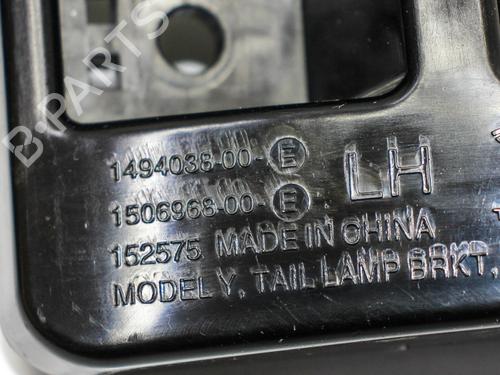 B-PARTS
1494038-00-E
LH
1506968-00-E
152575 MADE IN CHINA
MODEL Y, TAIL LAMP BRKT,